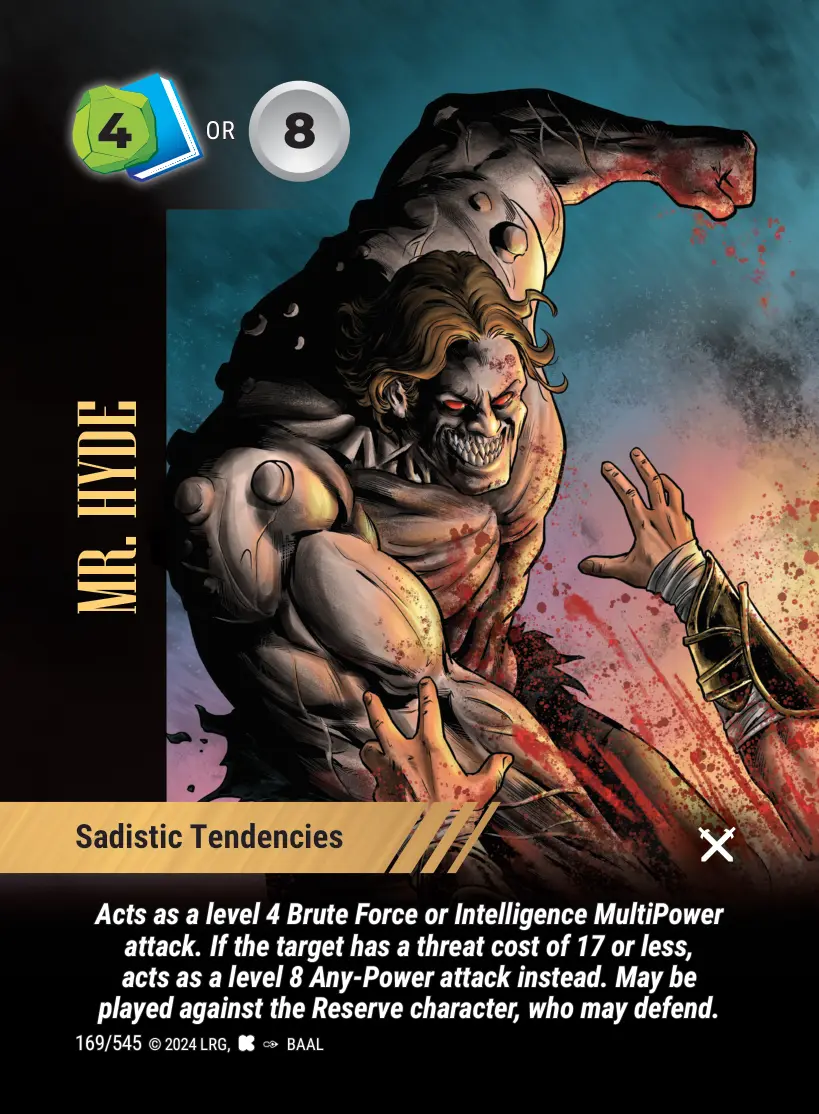 4 OR 8
MR. HYDE
Sadistic Tendencies
Acts as a level 4 Brute Force or Intelligence MultiPower
attack. If the target has a threat cost of 17 or less,
acts as a level 8 Any-Power attack instead. May be
played against the Reserve character, who may defend.
169/545 © 2024 LRG, BAAL